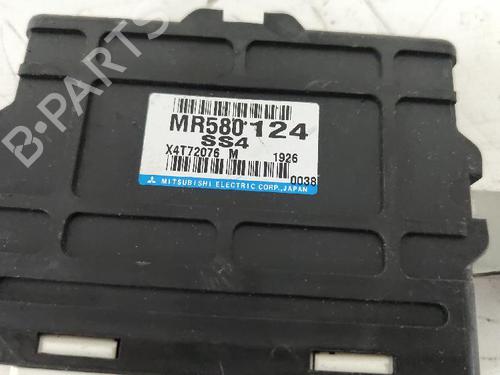 B-PARTS
MR580124
SS4
X4T72076 M 1926
0038
MITSUBISHI ELECTRIC CORP.,JAPAN